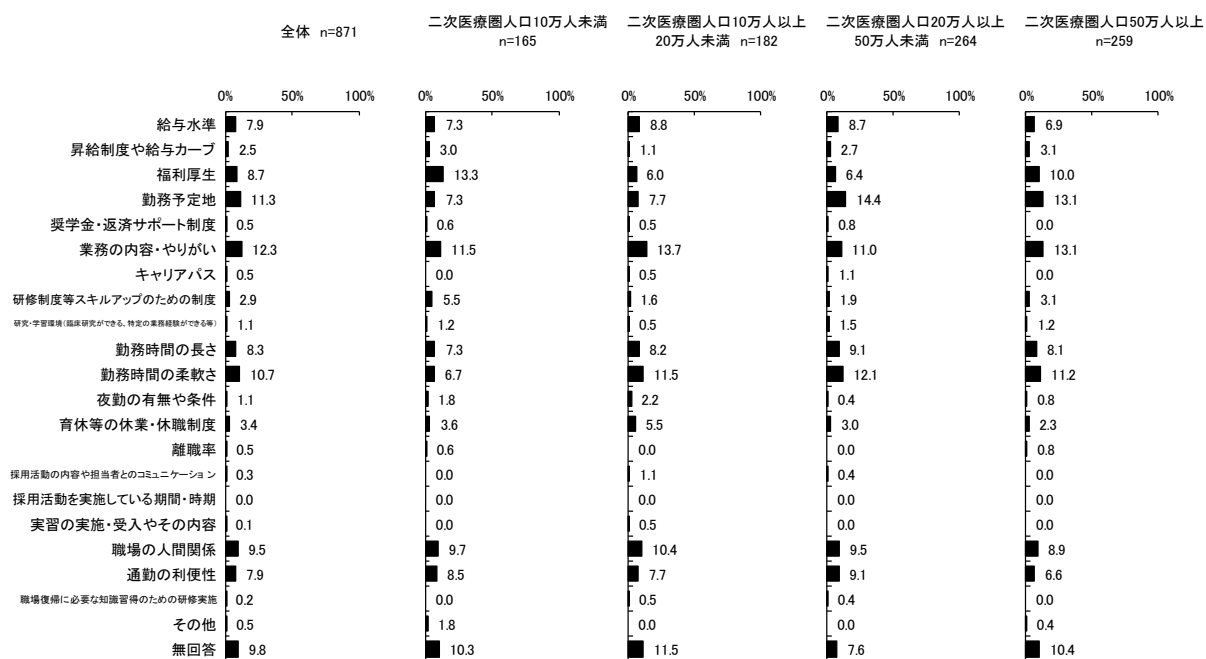 全体 n=871
二次医療圏人口10万人未満
n=165
二次医療圏人口10万人以上
20万人未満 n=182
二次医療圏人口20万人以上
50万人未満 n=264
二次医療圏人口50万人以上
n=259
0% 50% 100% 0% 50% 100% 0% 50% 100% 0% 50% 100% 0% 50% 100%
給与水準 7.9 7.3 8.8 8.7 6.9
昇給制度や給与カーブ 2.5 3.0 1.1 2.7 3.1
福利厚生 8.7 13.3 6.0 6.4 10.0
勤務予定地 11.3 7.3 7.7 14.4 13.1
奨学金・返済サポート制度 0.5 0.6 0.5 0.8 0.0
業務の内容・やりがい 12.3 11.5 13.7 11.0 13.1
キャリアパス 0.5 0.0 0.5 1.1 0.0
研修制度等スキルアップのための制度 2.9 5.5 1.6 1.9 3.1
研究・学習環境(臨床研究ができる、特定の業務経験ができる等) 1.1 1.2 0.5 1.5 1.2
勤務時間の長さ 8.3 7.3 8.2 9.1 8.1
勤務時間の柔軟さ 10.7 6.7 11.5 12.1 11.2
夜勤の有無や条件 1.1 1.8 2.2 0.4 0.8
育休等の休業・休職制度 3.4 3.6 5.5 3.0 2.3
離職率 0.5 0.6 0.0 0.0 0.8
採用活動の内容や担当者とのコミュニケーション 0.3 0.0 1.1 0.4 0.0
採用活動を実施している期間・時期 0.0 0.0 0.0 0.0 0.0
実習の実施・受入やその内容 0.1 0.0 0.5 0.0 0.0
職場の人間関係 9.5 9.7 10.4 9.5 8.9
通勤の利便性 7.9 8.5 7.7 9.1 6.6
職場復帰に必要な知識習得のための研修実施 0.2 0.0 0.5 0.4 0.0
その他 0.5 1.8 0.0 0.0 0.4
無回答 9.8 10.3 11.5 7.6 10.4